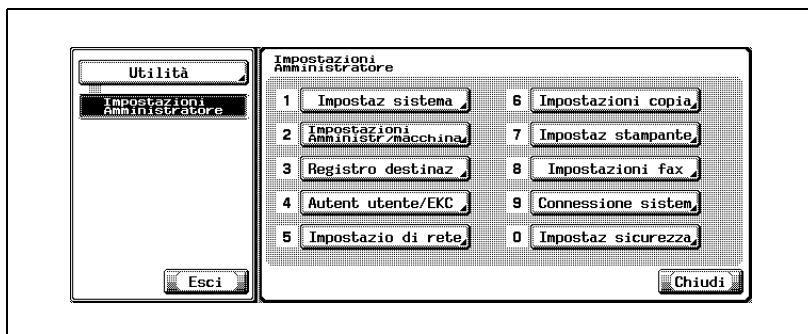 Utilità
Impostazioni
Amministratore
Esci
Impostazioni
Amministratore
1 Impostaz sistema
2 Impostazioni
Amministr/macchina
3 Registro destinaz
4 Autent utente/EKC
5 Impostazio di rete
6 Impostazioni copia
7 Impostaz stampante
8 Impostazioni fax
9 Connessione sistem
0 Impostaz sicurezza
Chiudi